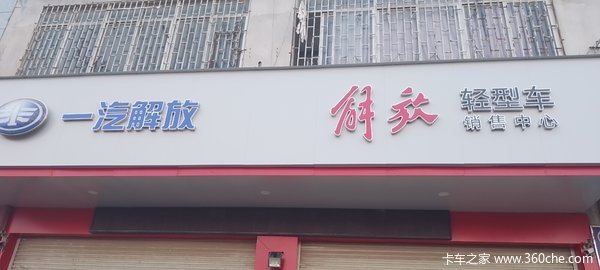 一汽解放
解放 轻型车
销售中心
卡车之家 www.360che.com